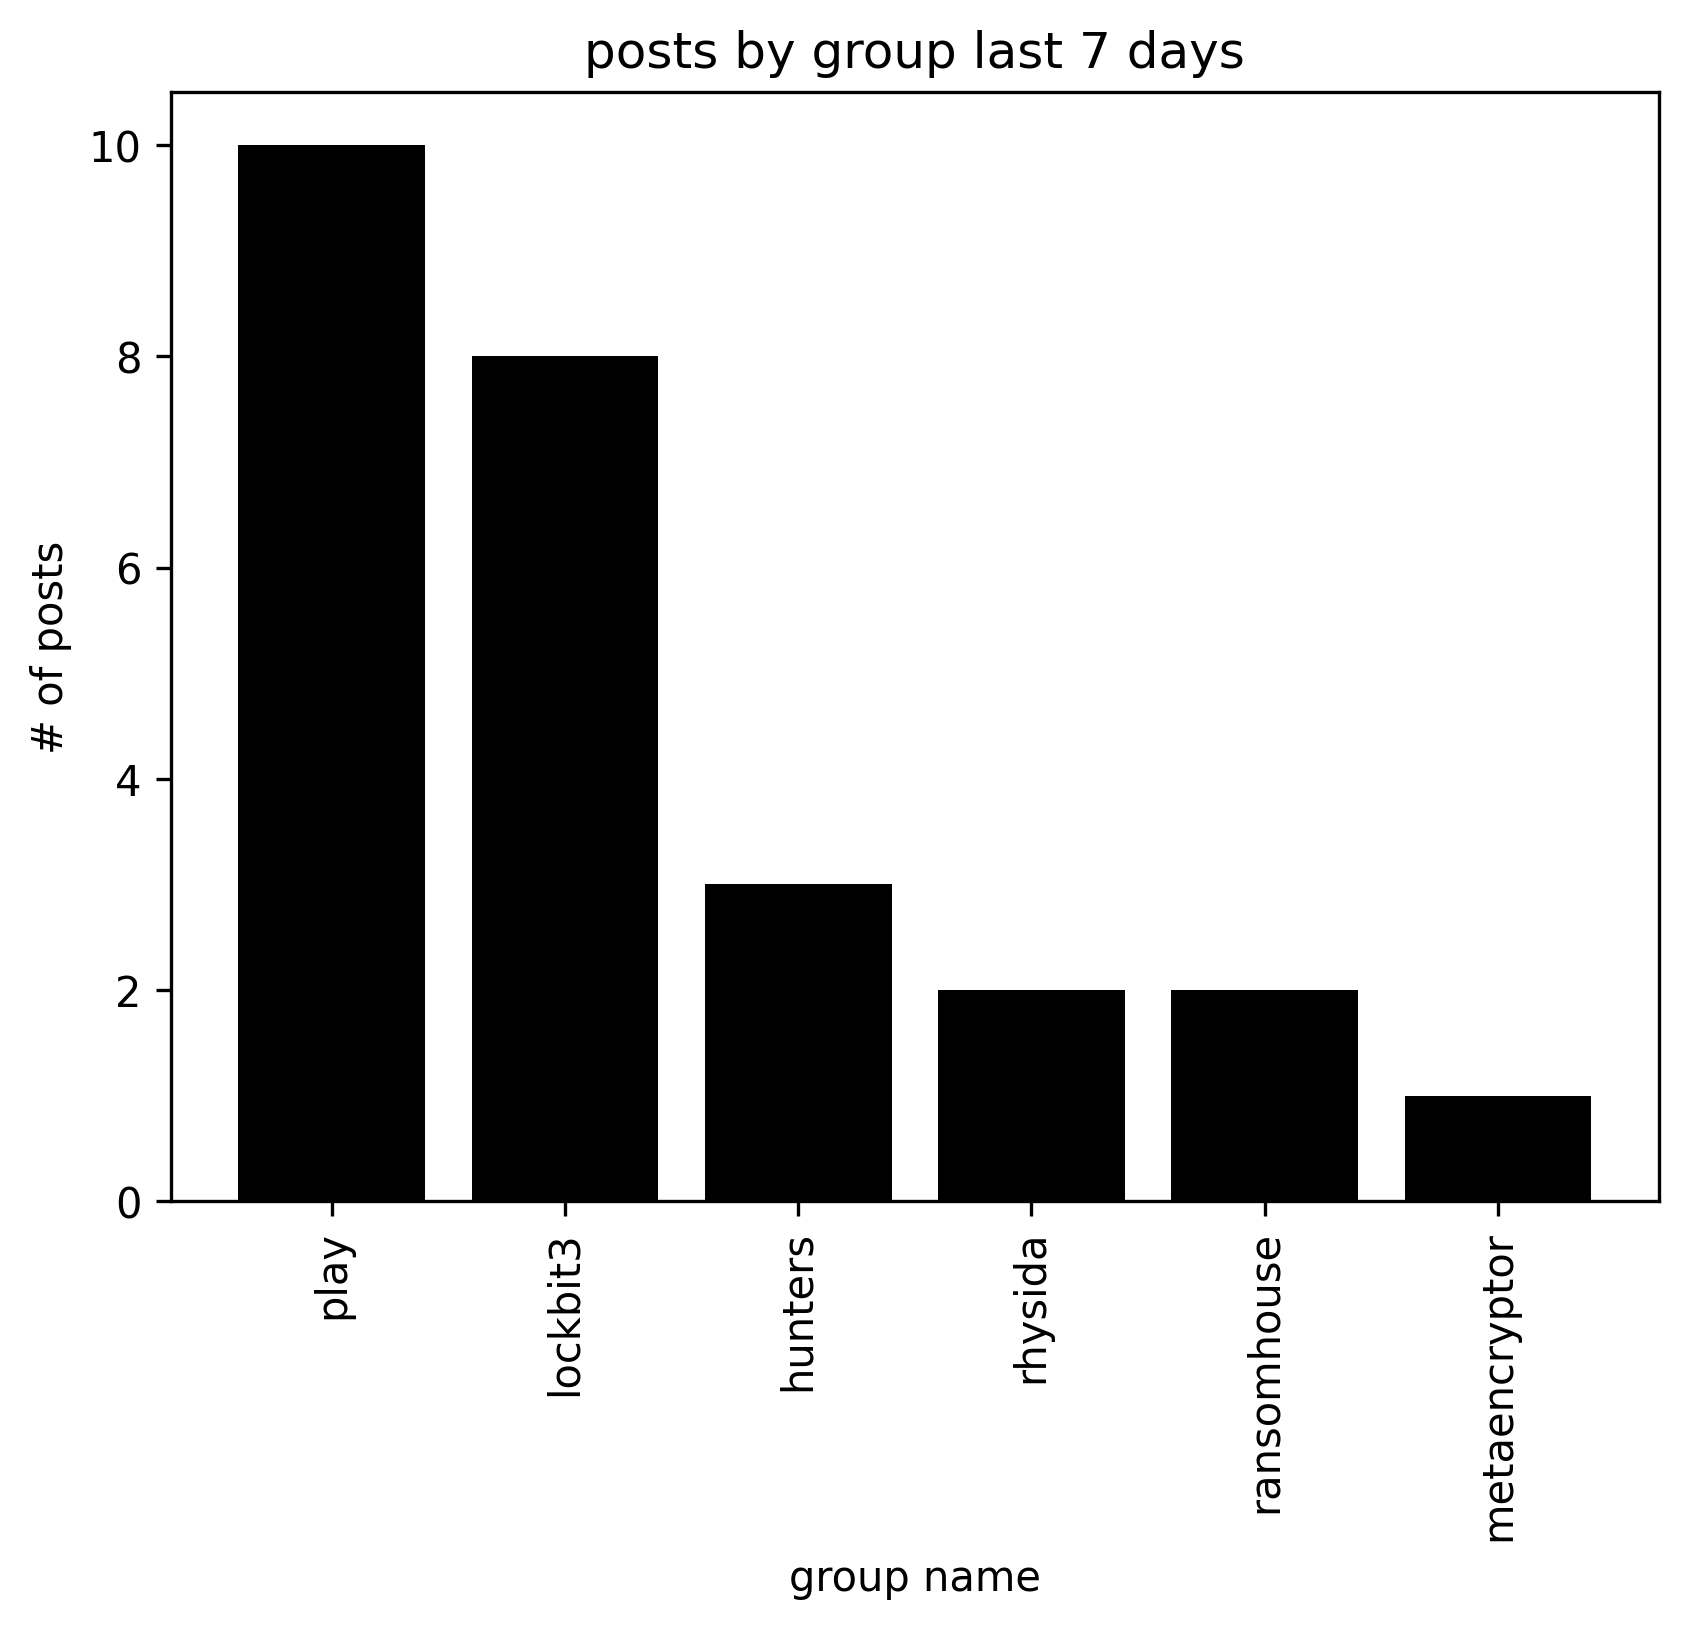 posts by group last 7 days
# of posts
10
8
6
4
2
0
play
lockbit3
hunters
rhysida
ransomhouse
metaencryptor
group name